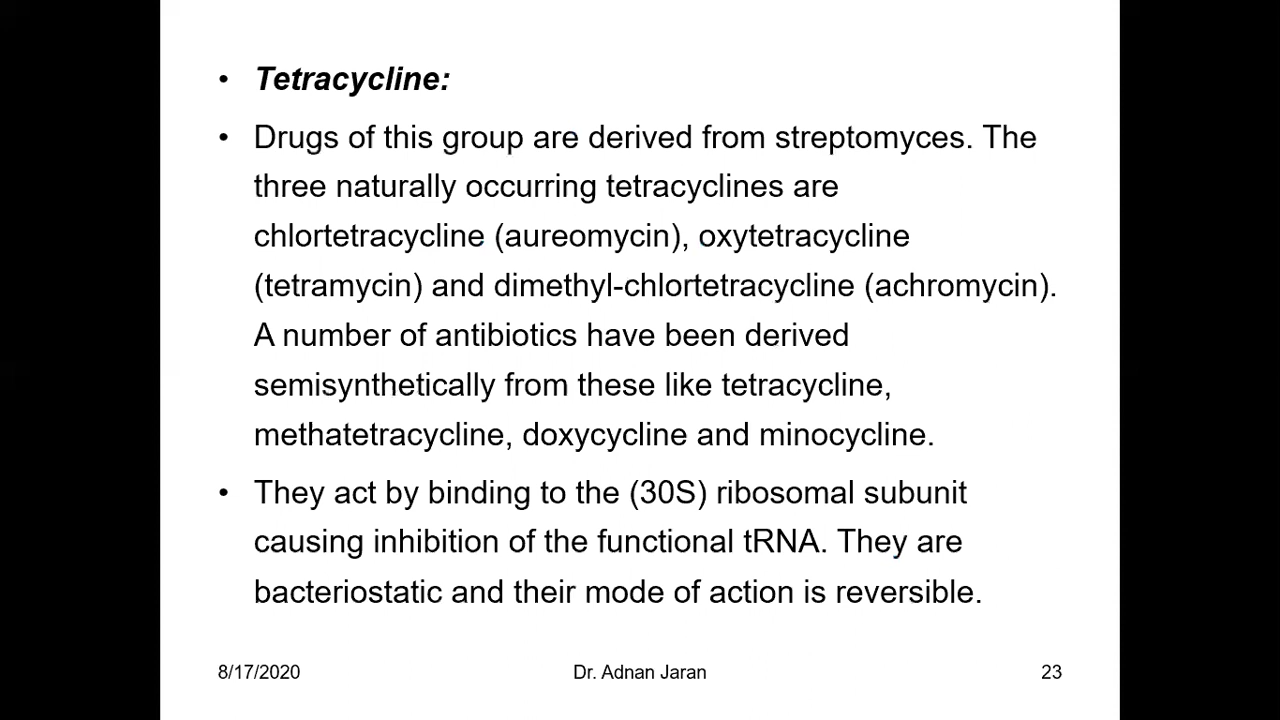 • Tetracycline:
• Drugs of this group are derived from streptomyces. The
three naturally occurring tetracyclines are
chlortetracycline (aureomycin), oxytetracycline
(tetramycin) and dimethyl-chlortetracycline (achromycin).
A number of antibiotics have been derived
semisynthetically from these like tetracycline,
methatetracycline, doxycycline and minocycline.
• They act by binding to the (30S) ribosomal subunit
causing inhibition of the functional tRNA. They are
bacteriostatic and their mode of action is reversible.
8/17/2020 Dr. Adnan Jaran 23